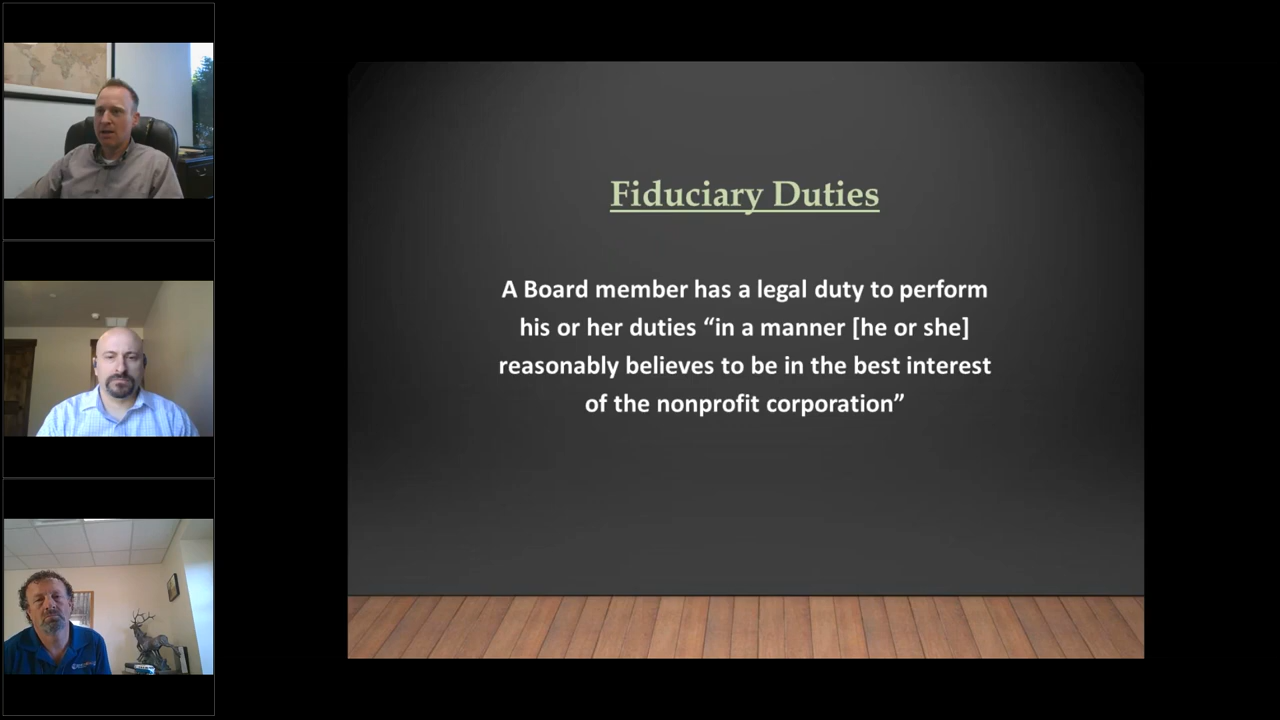 Fiduciary Duties
A Board member has a legal duty to perform
his or her duties “in a manner [he or she]
reasonably believes to be in the best interest
of the nonprofit corporation”